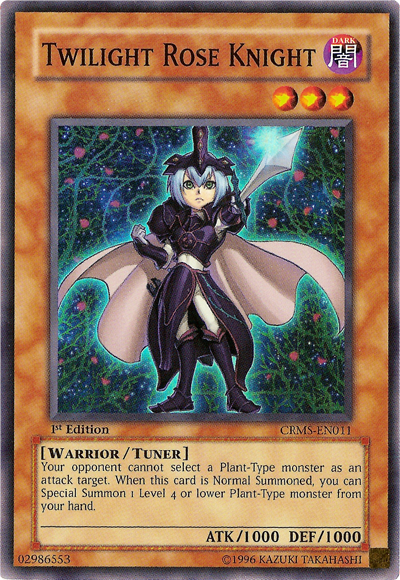 Twilight Rose Knight
DARK
闇
1st Edition
CRMS-EN011
[Warrior / Tuner]
Your opponent cannot select a Plant-Type monster as an
attack target. When this card is Normal Summoned, you can
Special Summon 1 Level 4 or lower Plant-Type monster from
your hand.
ATK/1000 DEF/1000
02986553
©1996 KAZUKI TAKAHASHI